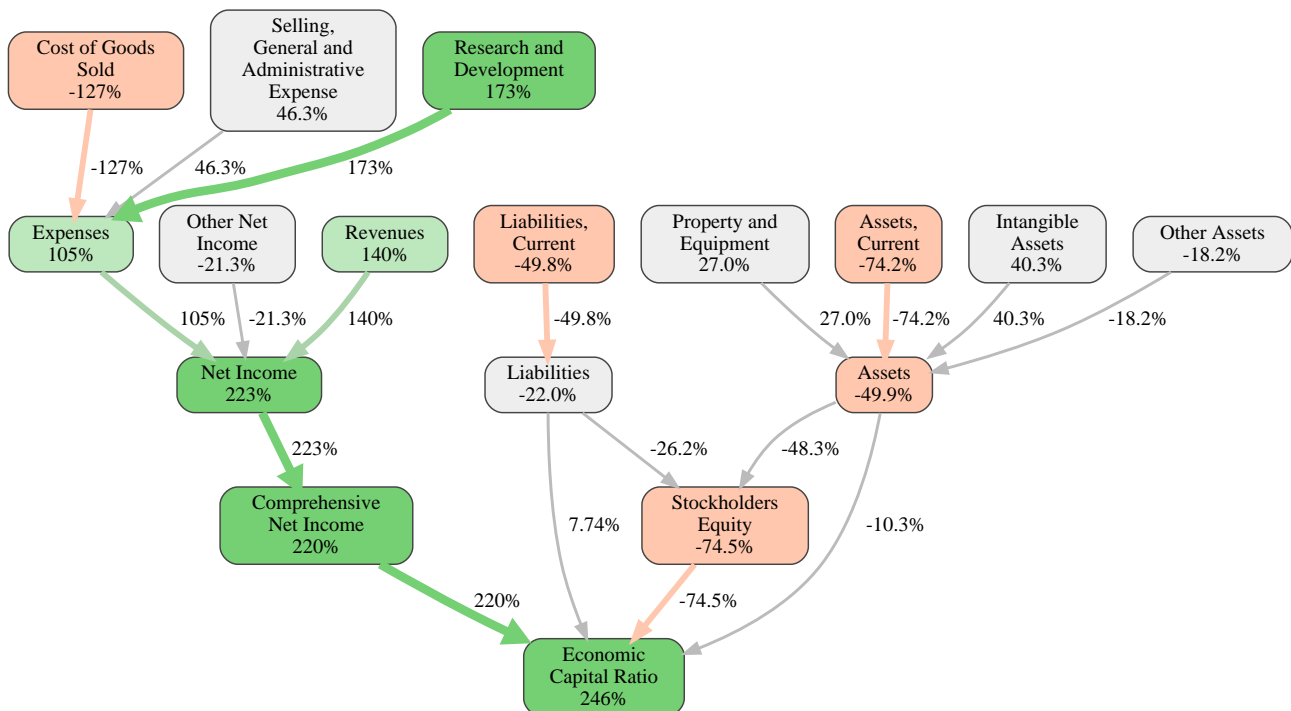 Cost of Goods
Sold
-127%
Selling,
General and
Administrative
Expense
46.3%
Research and
Development
173%
-127%
46.3%
173%
Expenses
105%
Other Net
Income
-21.3%
Revenues
140%
Liabilities,
Current
-49.8%
Property and
Equipment
27.0%
Assets,
Current
-74.2%
Intangible
Assets
40.3%
Other Assets
-18.2%
105%
-21.3%
140%
-49.8%
27.0%
-74.2%
40.3%
-18.2%
Net Income
223%
Liabilities
-22.0%
Assets
-49.9%
223%
-26.2%
-48.3%
Comprehensive
Net Income
220%
7.74%
Stockholders
Equity
-74.5%
-10.3%
220%
-74.5%
Economic
Capital Ratio
246%